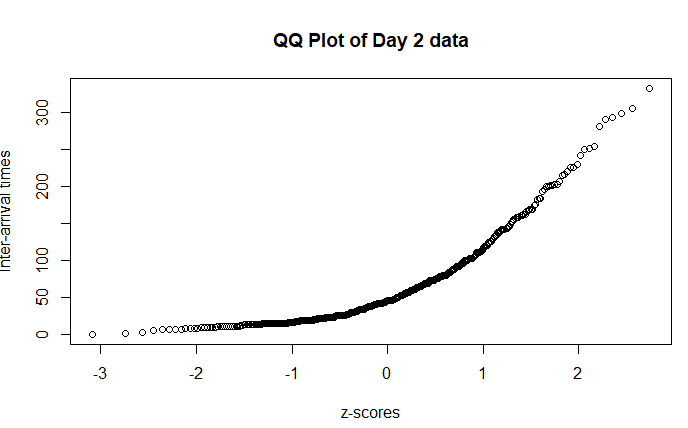 QQ Plot of Day 2 data
Inter-arrival times
300
200
100
50
0
-3 -2 -1 0 1 2
z-scores